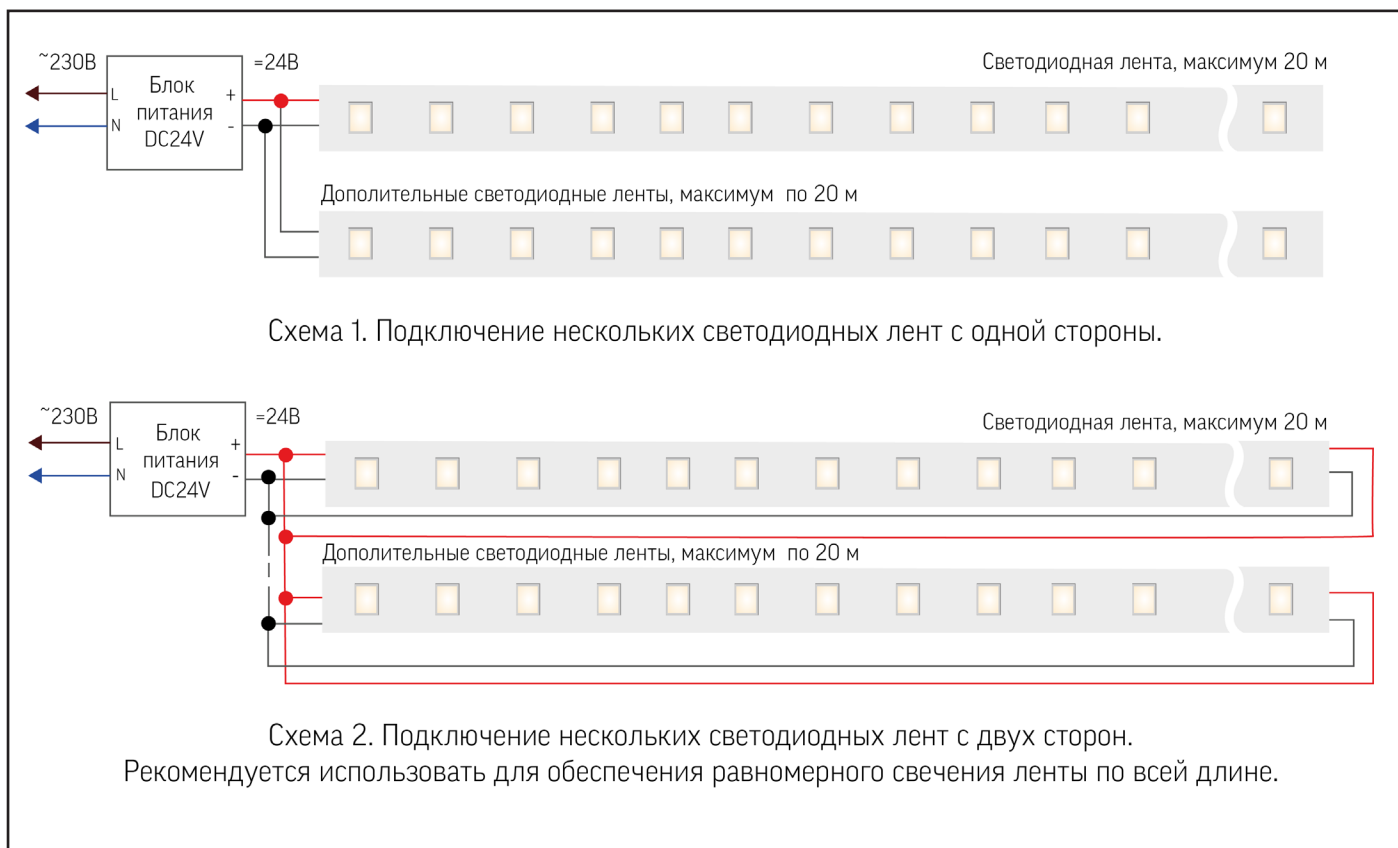 ~230В
=24В
Светодиодная лента, максимум 20 м
L
Блок
+
питания
N
-
DC24V
Дополительные светодиодные ленты, максимум по 20 м
Схема 1. Подключение нескольких светодиодных лент с одной стороны.
~230В
=24В
Светодиодная лента, максимум 20 м
L
Блок
+
питания
N
-
DC24V
Дополительные светодиодные ленты, максимум по 20 м
Схема 2. Подключение нескольких светодиодных лент с двух сторон.
Рекомендуется использовать для обеспечения равномерного свечения ленты по всей длине.